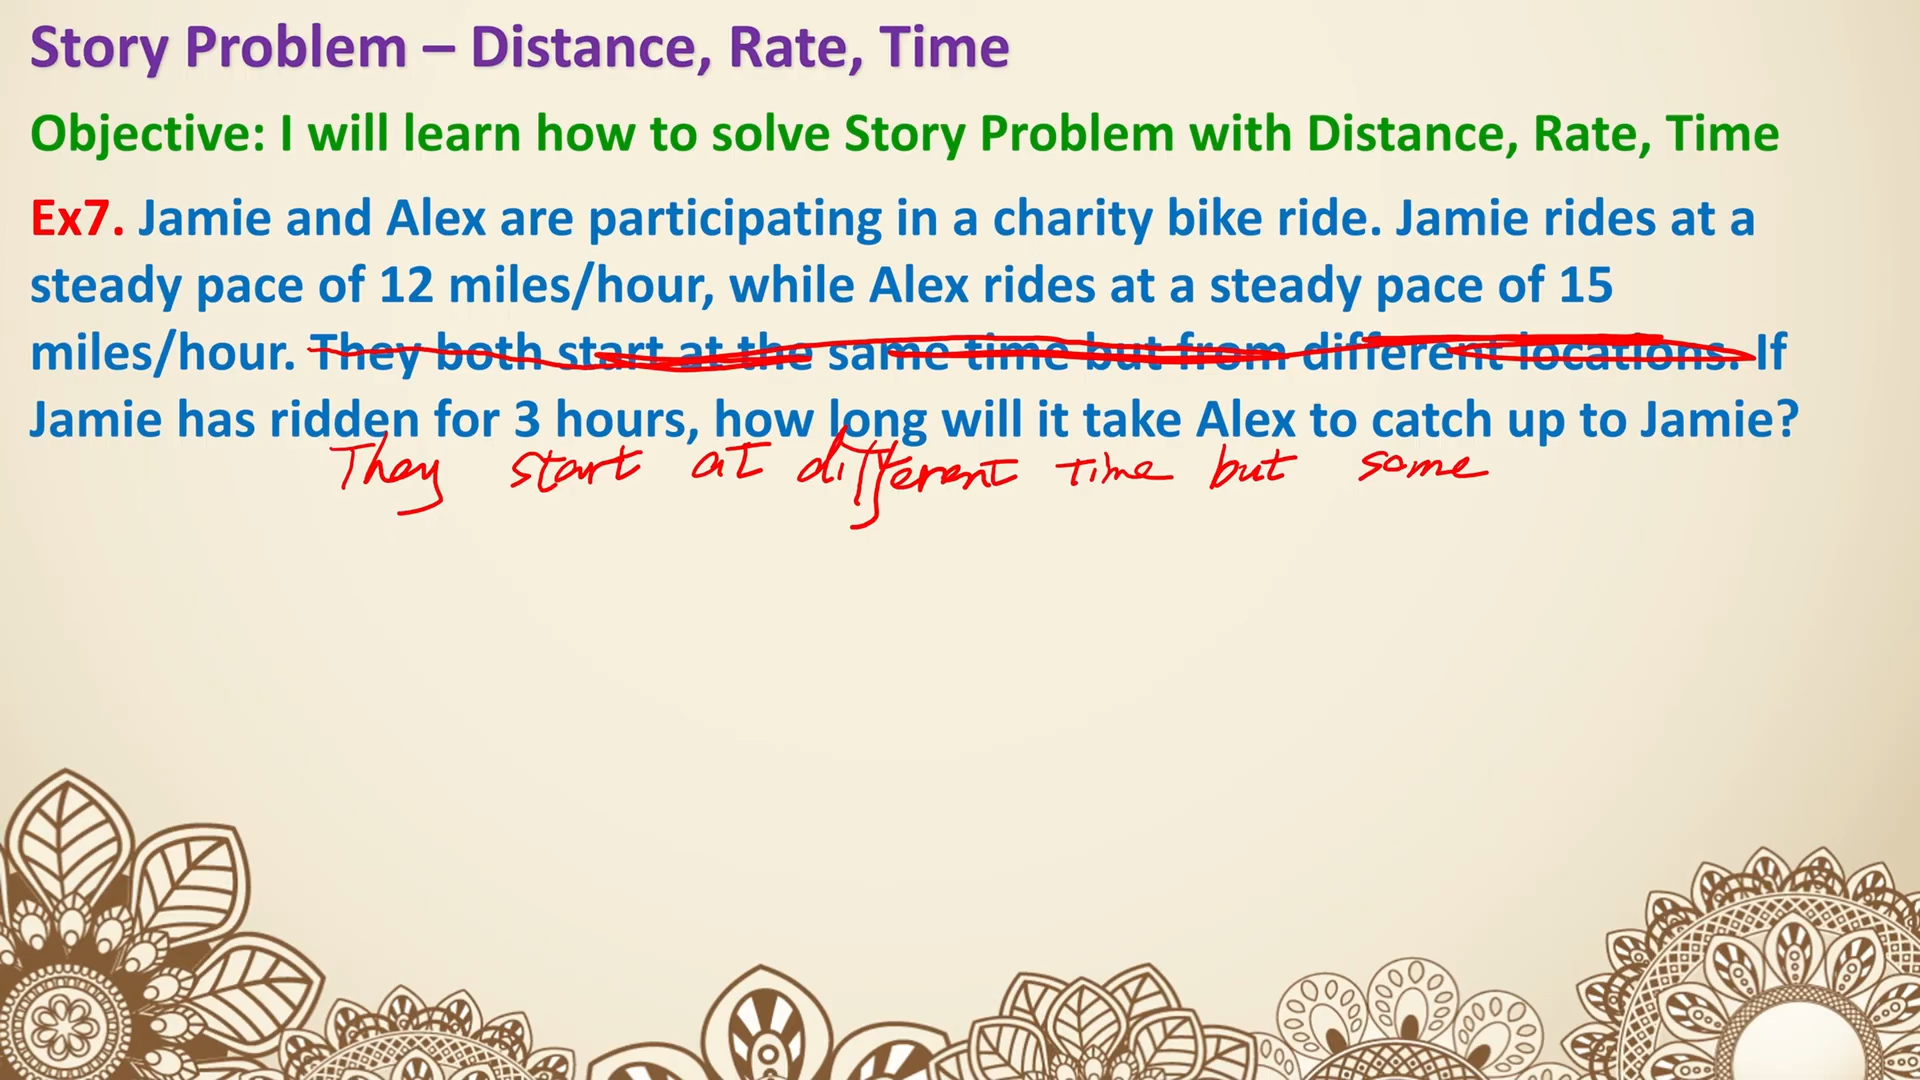 Story Problem – Distance, Rate, Time
Objective: I will learn how to solve Story Problem with Distance, Rate, Time
Ex7. Jamie and Alex are participating in a charity bike ride. Jamie rides at a
steady pace of 12 miles/hour, while Alex rides at a steady pace of 15
miles/hour. They both start at the same time but from different locations. If
Jamie has ridden for 3 hours, how long will it take Alex to catch up to Jamie?
They start at different time but same